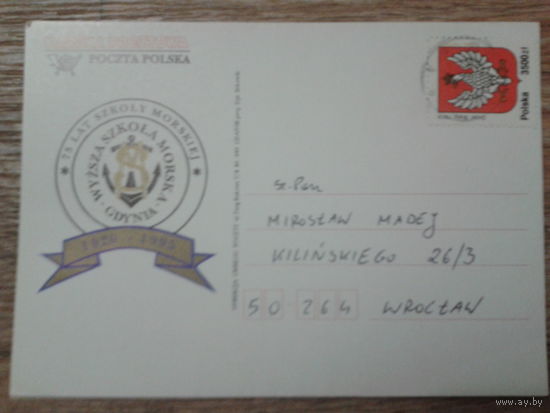 POCZTA POLSKA
75 LAT SZKOŁY MORSKIEJ
WYŻSZA SZKOŁA MORSKA
GDYNIA
1920 - 1995
Polska 3500 zł
Sz. Pan
MIROSŁAW MADEJ
KILIŃSKIEGO 26/3
50-264 WROCŁAW
www.ay.by